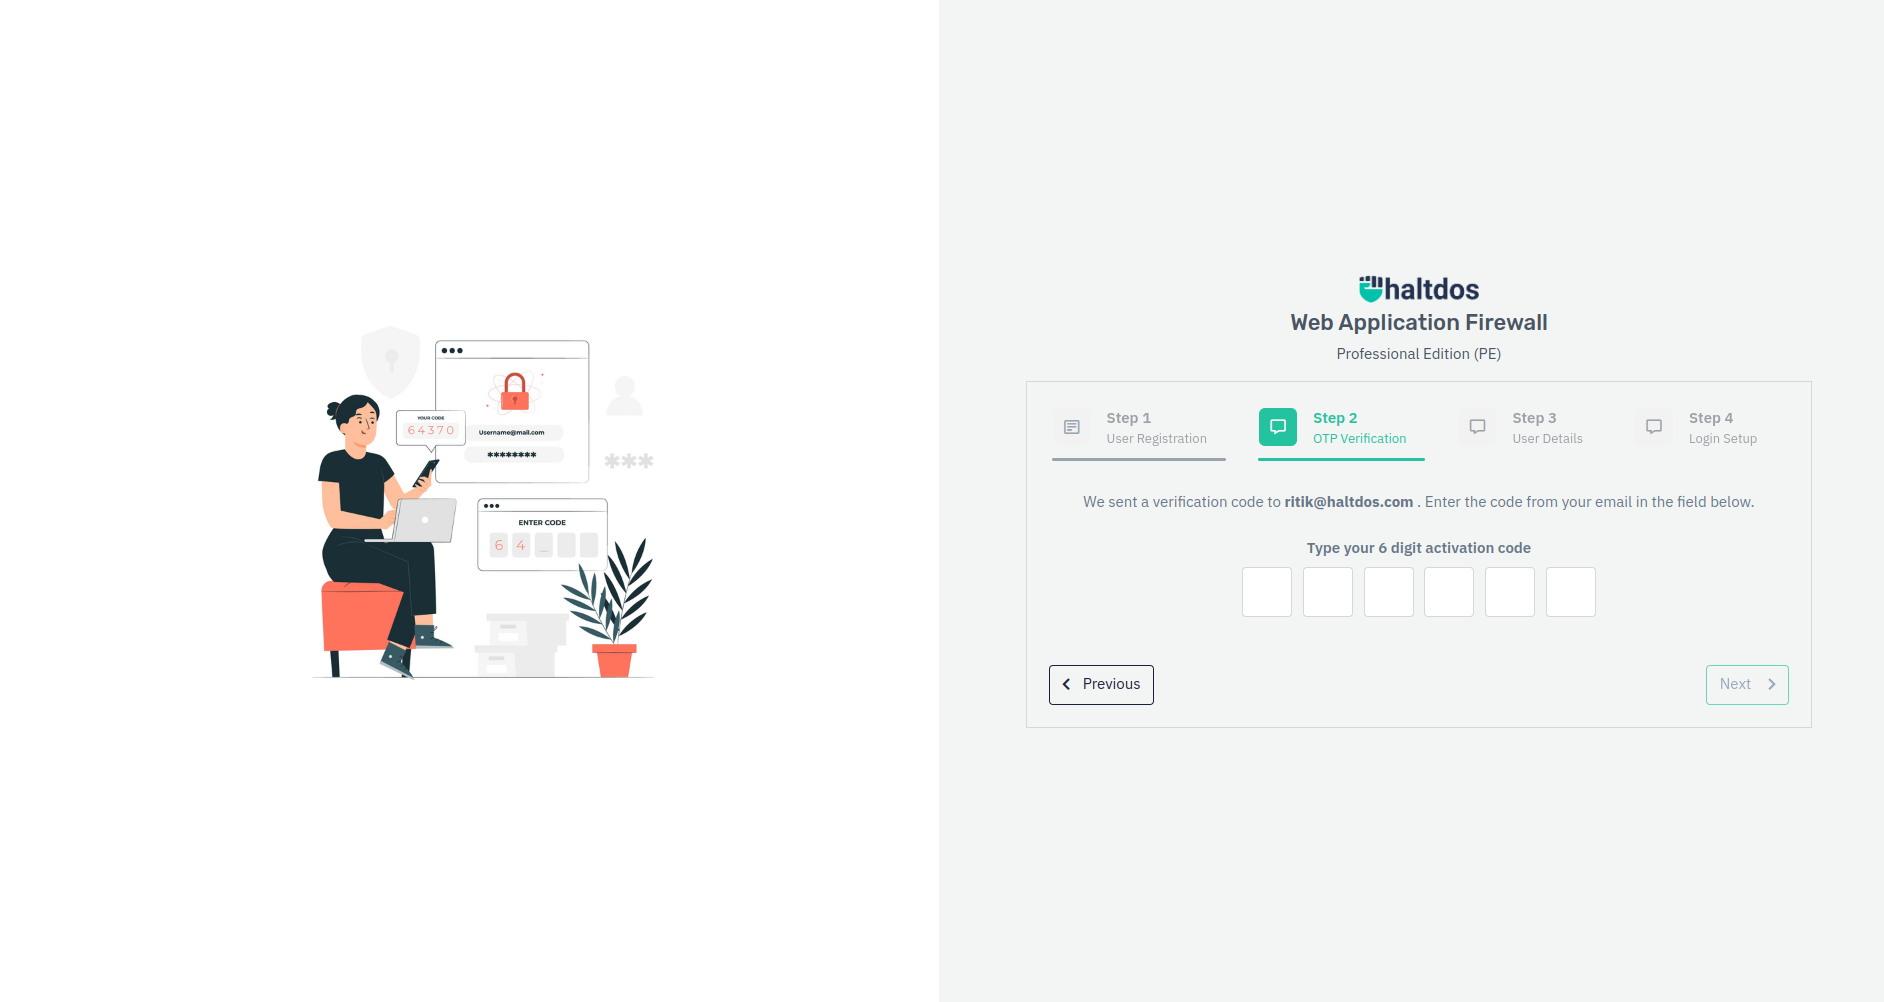 YOUR CODE
64370
Username@mail.com
********
***
ENTER CODE
6 4 _
haltdos
Web Application Firewall
Professional Edition (PE)
Step 1
User Registration
Step 2
OTP Verification
Step 3
User Details
Step 4
Login Setup
We sent a verification code to ritik@haltdos.com . Enter the code from your email in the field below.
Type your 6 digit activation code
Previous
Next